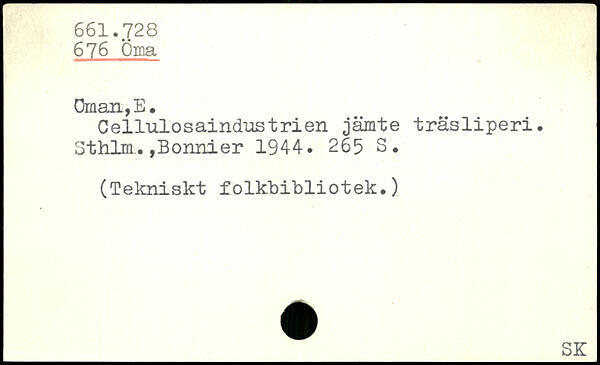 661.728
676 Öma
Öman,E.
Cellulosaindustrien jämte träsliperi.
Sthlm.,Bonnier 1944. 265 S.
(Tekniskt folkbibliotek.)
SK